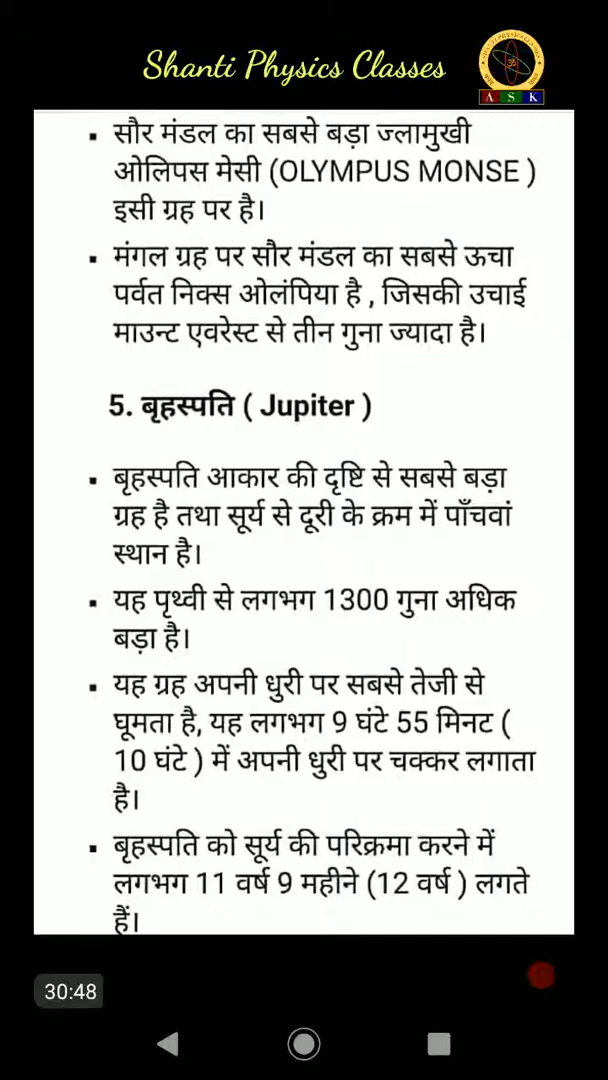 Shanti Physics Classes
A S K
▪ सौर मंडल का सबसे बड़ा ज्लामुखी
ओलिपस मेसी (OLYMPUS MONSE )
इसी ग्रह पर है।
▪ मंगल ग्रह पर सौर मंडल का सबसे ऊचा
पर्वत निक्स ओलंपिया है , जिसकी उचाई
माउन्ट एवरेस्ट से तीन गुना ज्यादा है।
5. बृहस्पति ( Jupiter )
▪ बृहस्पति आकार की दृष्टि से सबसे बड़ा
ग्रह है तथा सूर्य से दूरी के क्रम में पाँचवां
स्थान है।
▪ यह पृथ्वी से लगभग 1300 गुना अधिक
बड़ा है।
▪ यह ग्रह अपनी धुरी पर सबसे तेजी से
घूमता है, यह लगभग 9 घंटे 55 मिनट (
10 घंटे ) में अपनी धुरी पर चक्कर लगाता
है।
▪ बृहस्पति को सूर्य की परिक्रमा करने में
लगभग 11 वर्ष 9 महीने (12 वर्ष ) लगते
हैं।
30:48